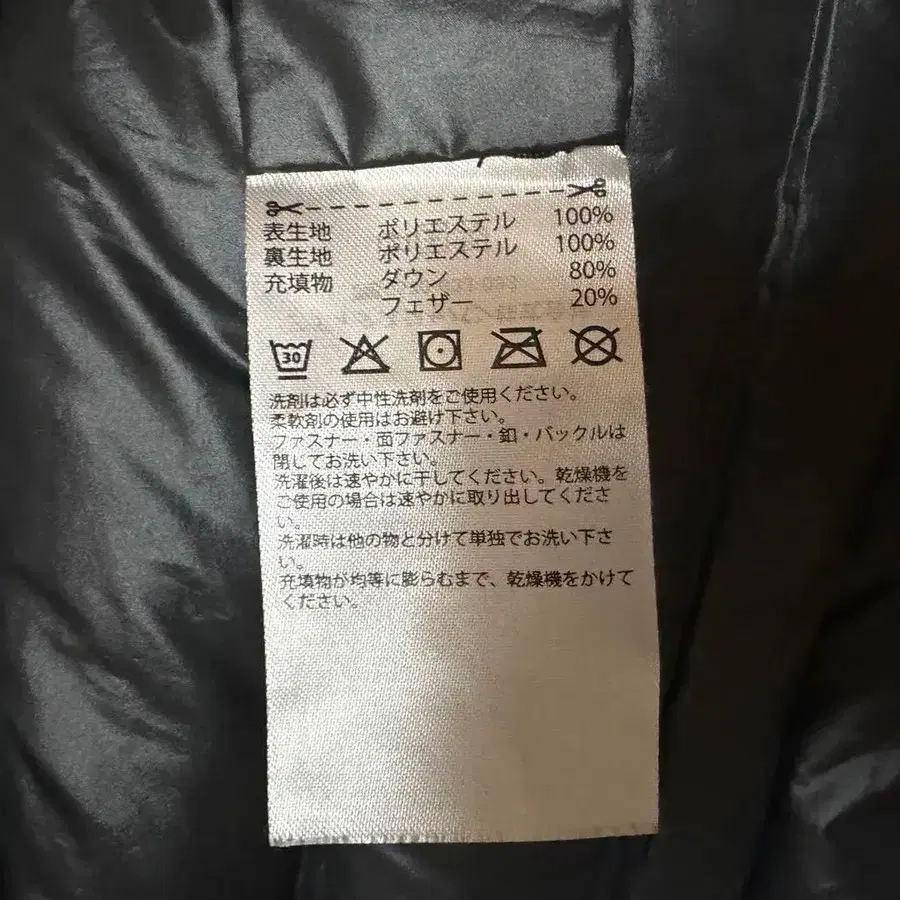 表生地 ポリエステル 100%
裏生地 ポリエステル 100%
充填物 ダウン 80%
フェザー 20%
30
洗剤は必ず中性洗剤をご使用ください。
柔軟剤の使用はお避け下さい。
ファスナー・面ファスナー・釦・バックルは
閉してお洗い下さい。
洗濯後は速やかに干してください。乾燥機を
ご使用の場合は速やかに取り出してくださ
い。
洗濯時は他の物と分けて単独でお洗い下さ
い。
充填物が均等に膨らむまで、乾燥機をかけて
ください。